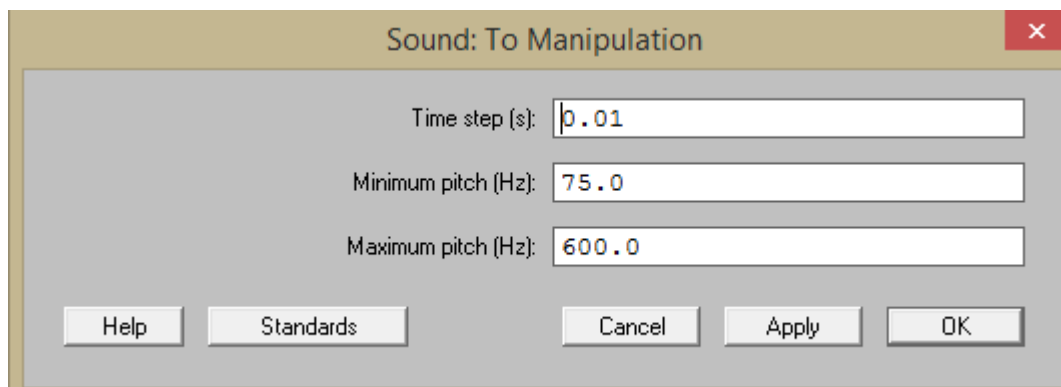 Sound: To Manipulation
Time step (s): 0.01
Minimum pitch (Hz): 75.0
Maximum pitch (Hz): 600.0
Help Standards Cancel Apply OK